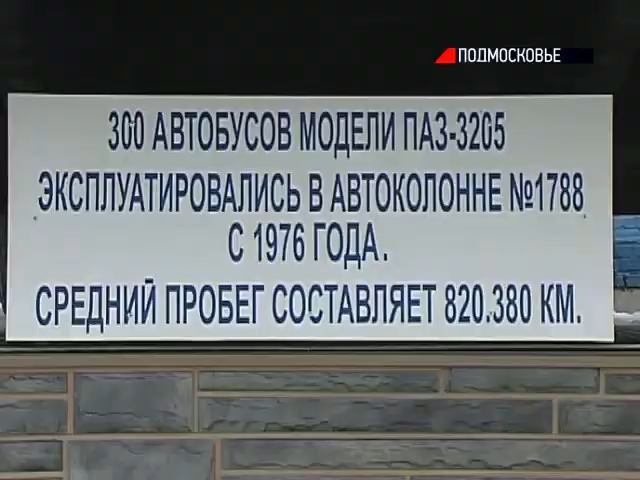 ПОДМОСКОВЬЕ
300 АВТОБУСОВ МОДЕЛИ ПАЗ-3205
ЭКСПЛУАТИРОВАЛИСЬ В АВТОКОЛОННЕ №1788
С 1976 ГОДА.
СРЕДНИЙ ПРОБЕГ СОСТАВЛЯЕТ 820.380 КМ.